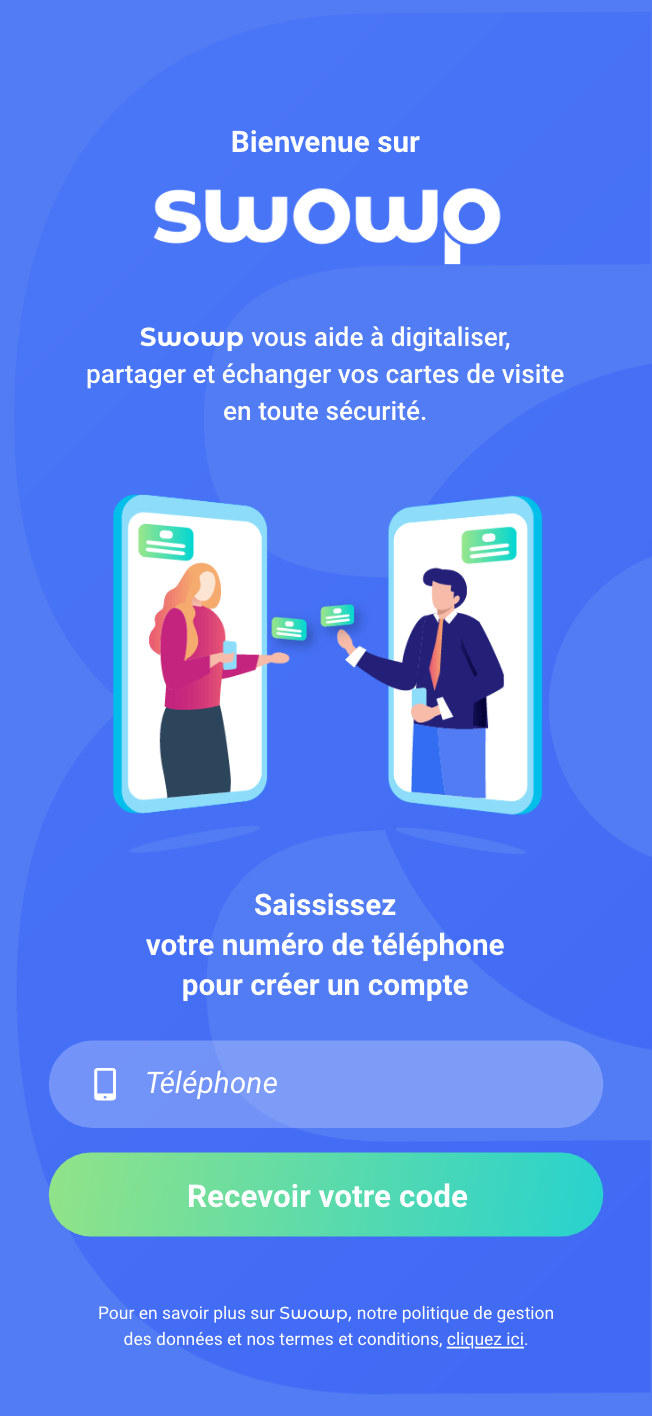 Bienvenue sur
swowp
Swowp vous aide à digitaliser,
partager et échanger vos cartes de visite
en toute sécurité.
Saississez
votre numéro de téléphone
pour créer un compte
Téléphone
Recevoir votre code
Pour en savoir plus sur Swowp, notre politique de gestion
des données et nos termes et conditions, cliquez ici.